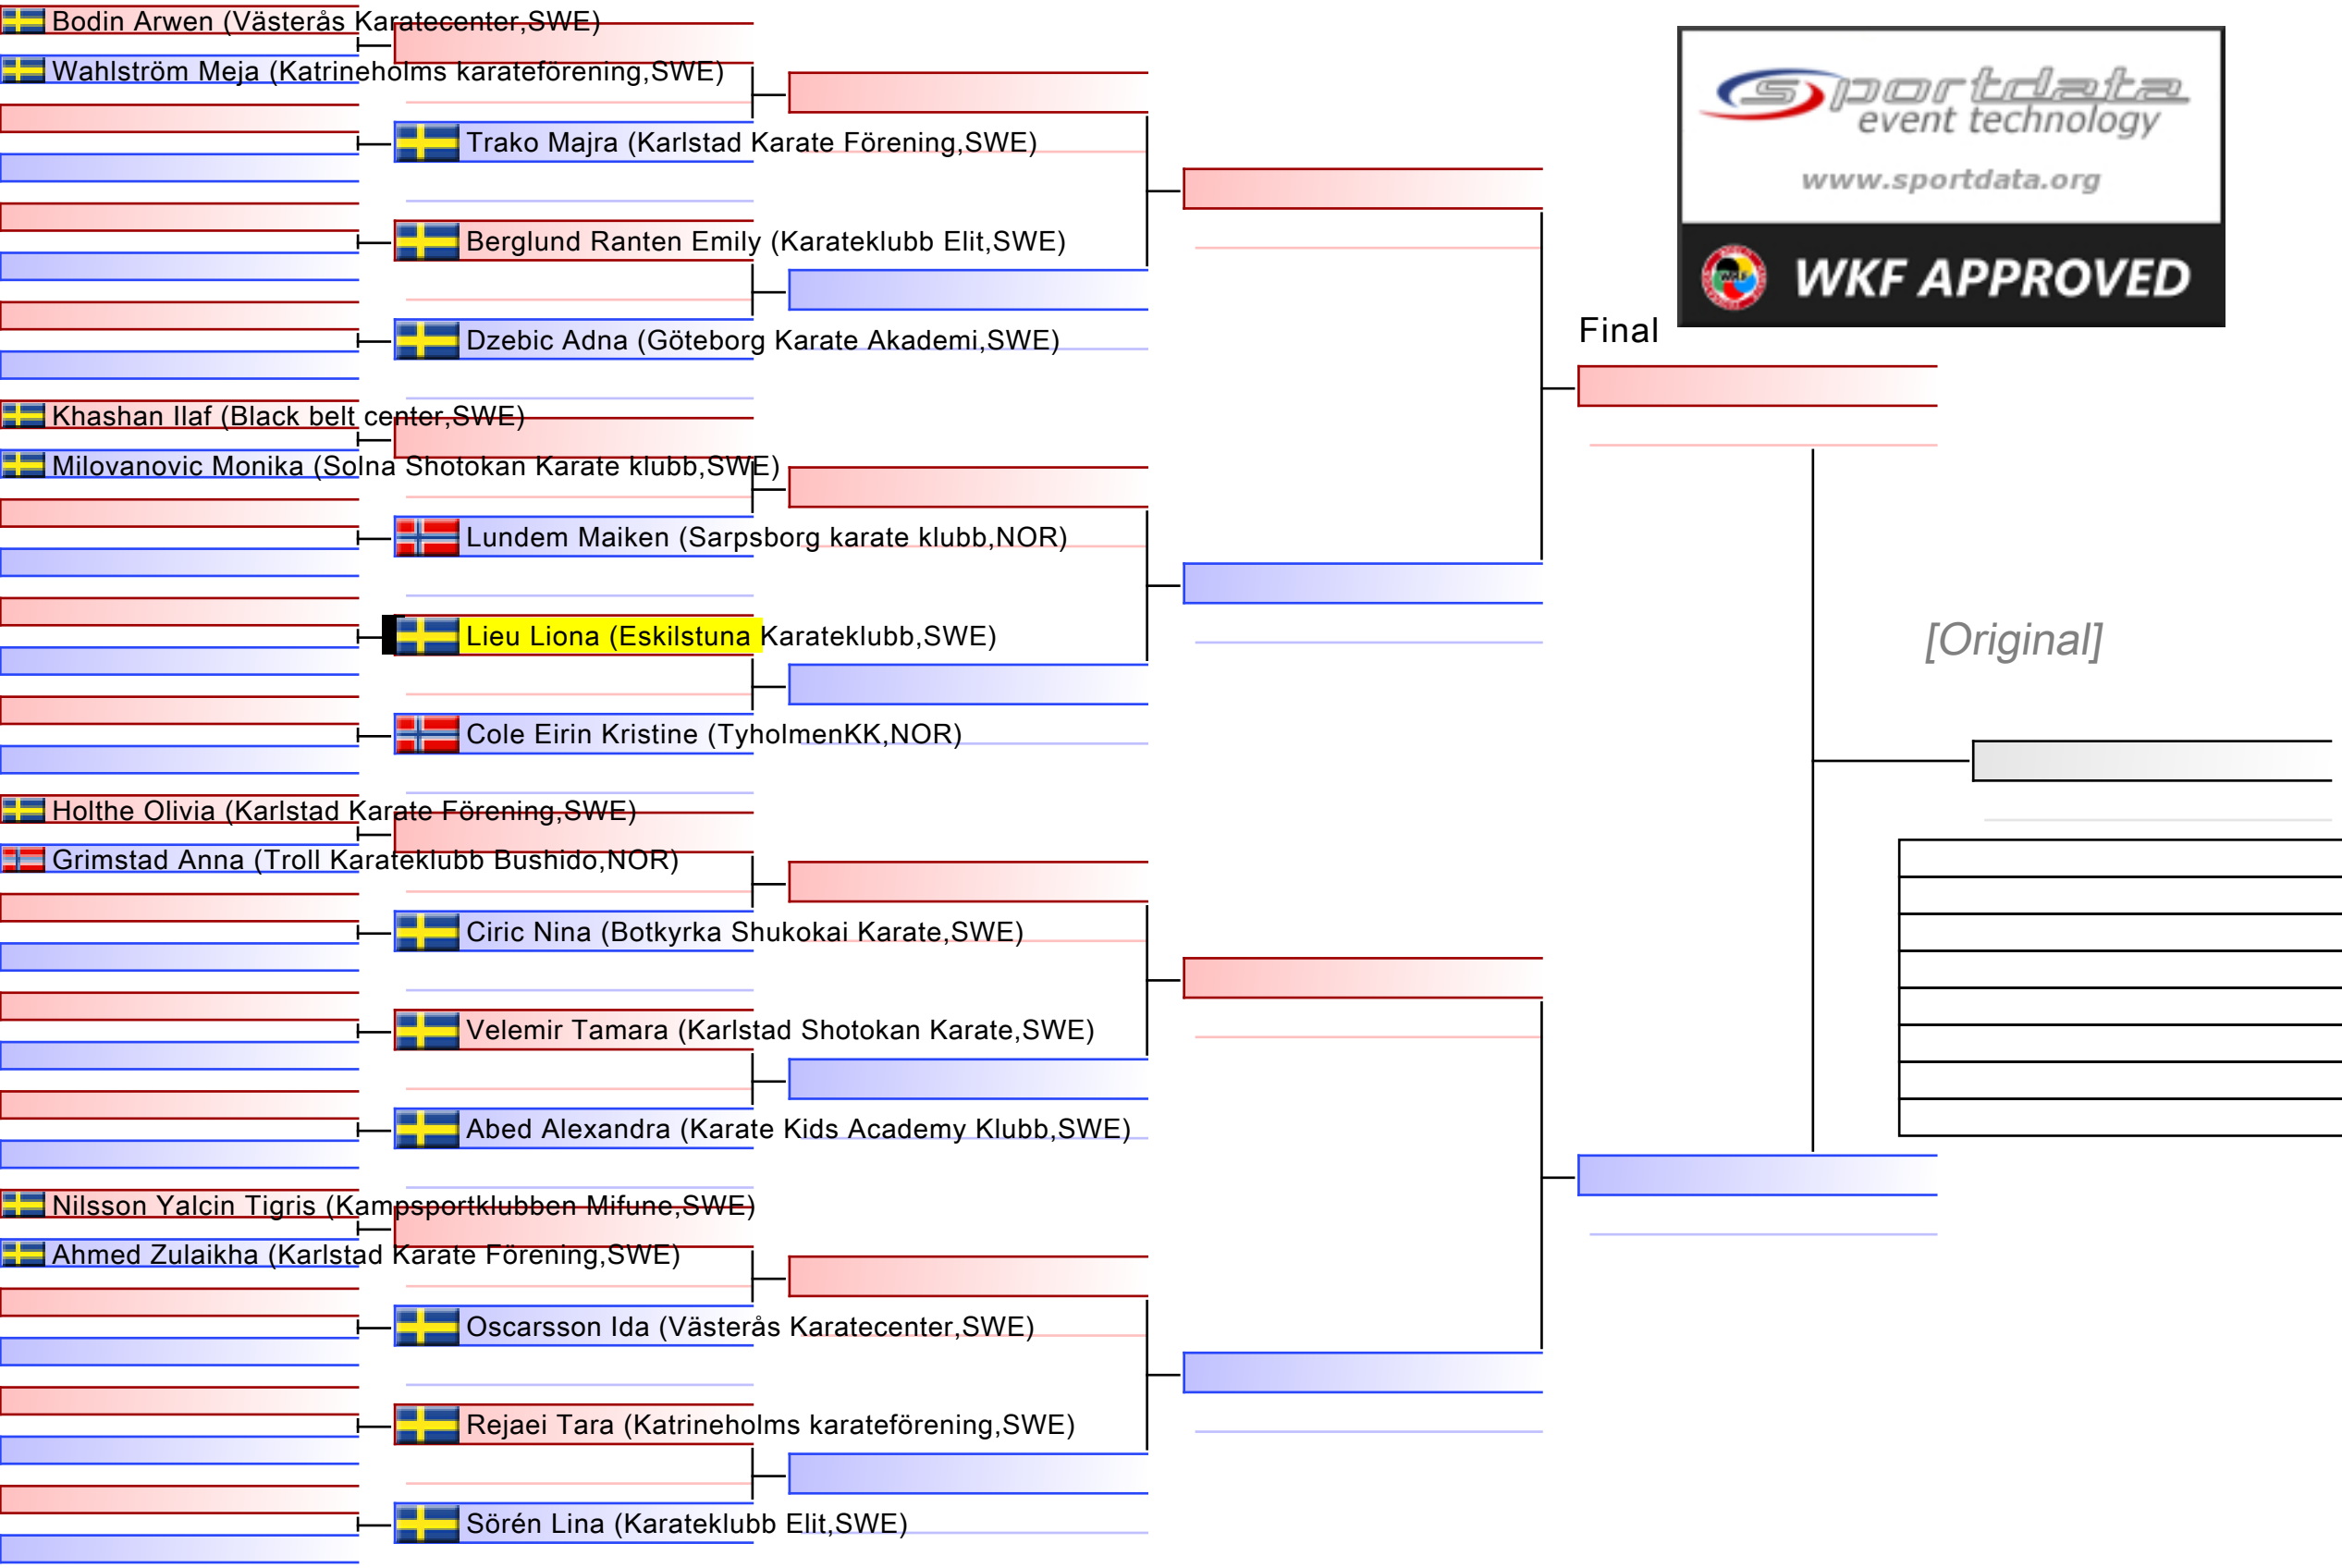 Bodin Arwen (Västerås Karatecenter,SWE)
Wahlström Meja (Katrineholms karateförening,SWE)
Trako Majra (Karlstad Karate Förening,SWE)
Berglund Ranten Emily (Karateklubb Elit,SWE)
Dzebic Adna (Göteborg Karate Akademi,SWE)
Khashan Ilaf (Black belt center,SWE)
Milovanovic Monika (Solna Shotokan Karate klubb,SWE)
Lundem Maiken (Sarpsborg karate klubb,NOR)
Lieu Liona (Eskilstuna Karateklubb,SWE)
Cole Eirin Kristine (TyholmenKK,NOR)
Holthe Olivia (Karlstad Karate Förening,SWE)
Grimstad Anna (Troll Karateklubb Bushido,NOR)
Ciric Nina (Botkyrka Shukokai Karate,SWE)
Velemir Tamara (Karlstad Shotokan Karate,SWE)
Abed Alexandra (Karate Kids Academy Klubb,SWE)
Nilsson Yalcin Tigris (Kampsportklubben Mifune,SWE)
Ahmed Zulaikha (Karlstad Karate Förening,SWE)
Oscarsson Ida (Västerås Karatecenter,SWE)
Rejaei Tara (Katrineholms karateförening,SWE)
Sörén Lina (Karateklubb Elit,SWE)
sportdata
event technology
www.sportdata.org
WKF
WKF APPROVED
Final
[Original]